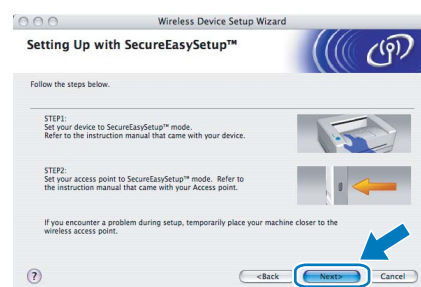 Wireless Device Setup Wizard
Setting Up with SecureEasySetup™
Follow the steps below.
STEP1:
Set your device to SecureEasySetup™ mode.
Refer to the instruction manual that came with your device.
STEP2:
Set your access point to SecureEasySetup™ mode. Refer to
the instruction manual that came with your Access point.
If you encounter a problem during setup, temporarily place your machine closer to the
wireless access point.
?
<Back
Next>
Cancel